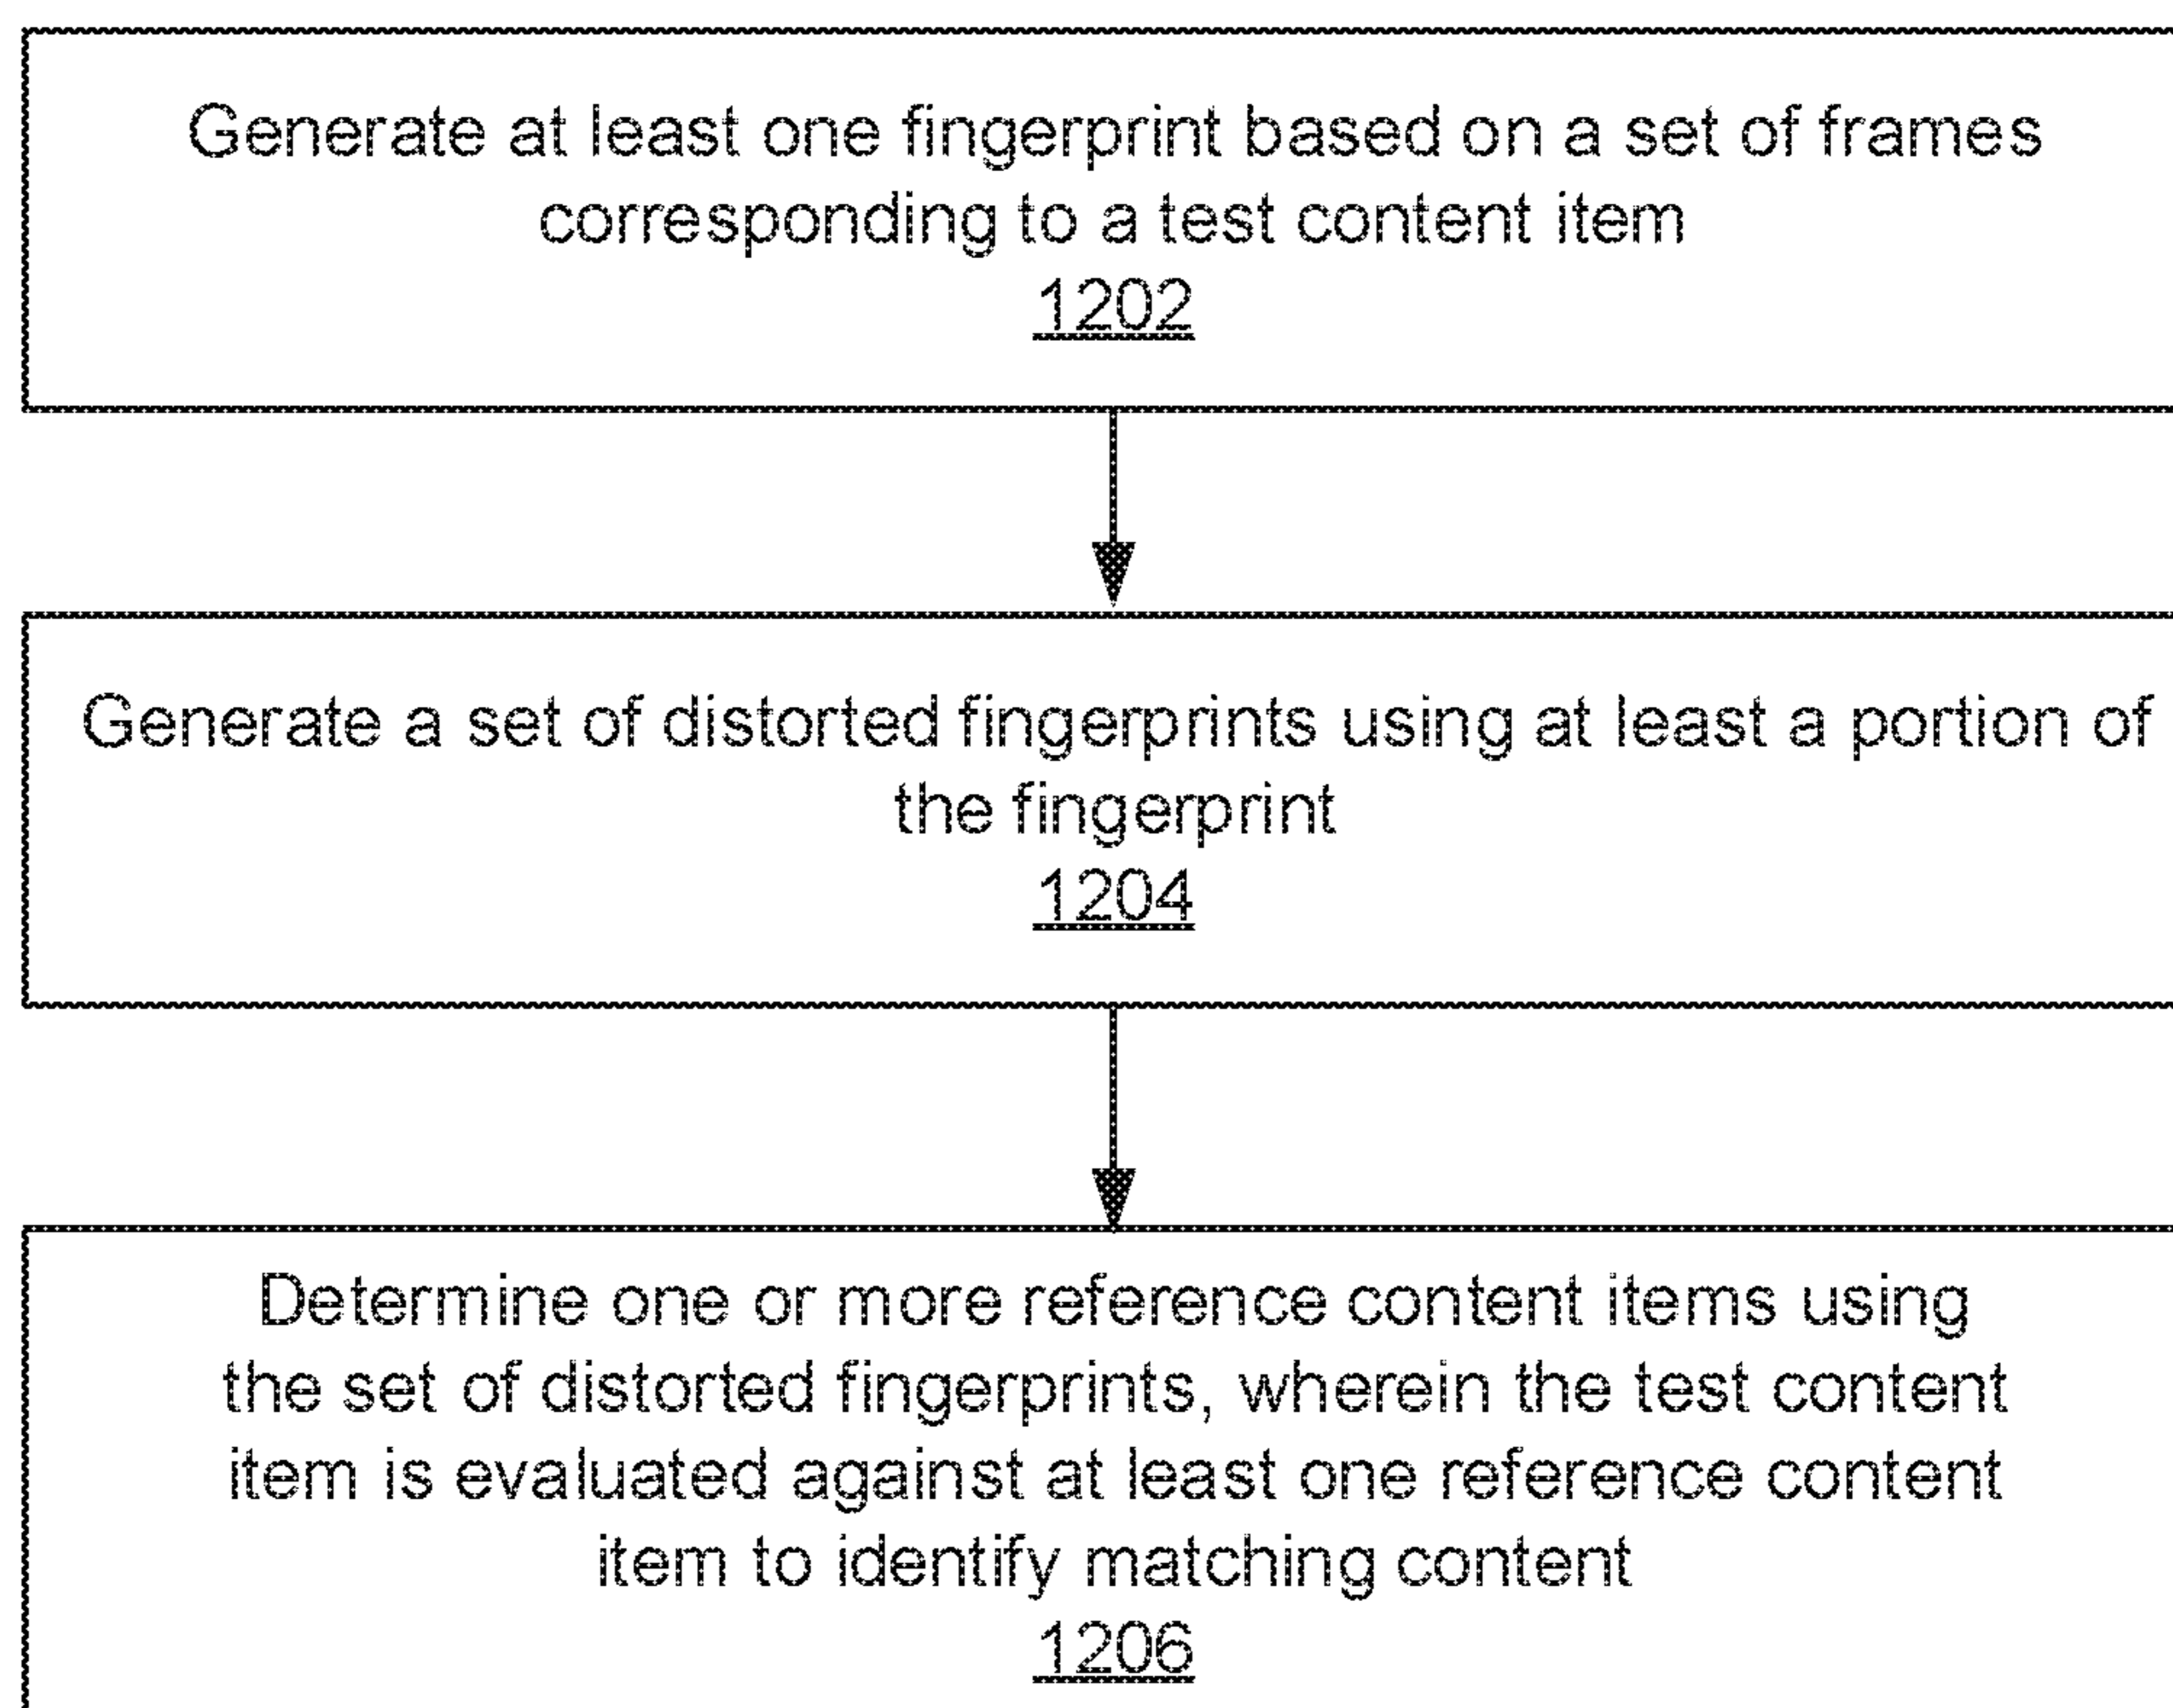 Generate at least one fingerprint based on a set of frames
corresponding to a test content item
1202
Generate a set of distorted fingerprints using at least a portion of
the fingerprint
1204
Determine one or more reference content items using
the set of distorted fingerprints, wherein the test content
item is evaluated against at least one reference content
item to identify matching content
1206